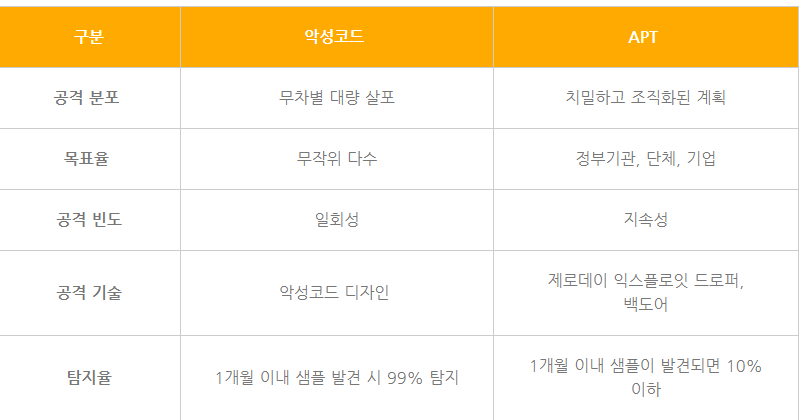 구분 악성코드 APT
공격 분포 무차별 대량 살포 치밀하고 조직화된 계획
목표율 무작위 다수 정부기관, 단체, 기업
공격 빈도 일회성 지속성
공격 기술 악성코드 디자인 제로데이 익스플로잇 드로퍼,
백도어
탐지율 1개월 이내 샘플 발견 시 99% 탐지 1개월 이내 샘플이 발견되면 10%
이하